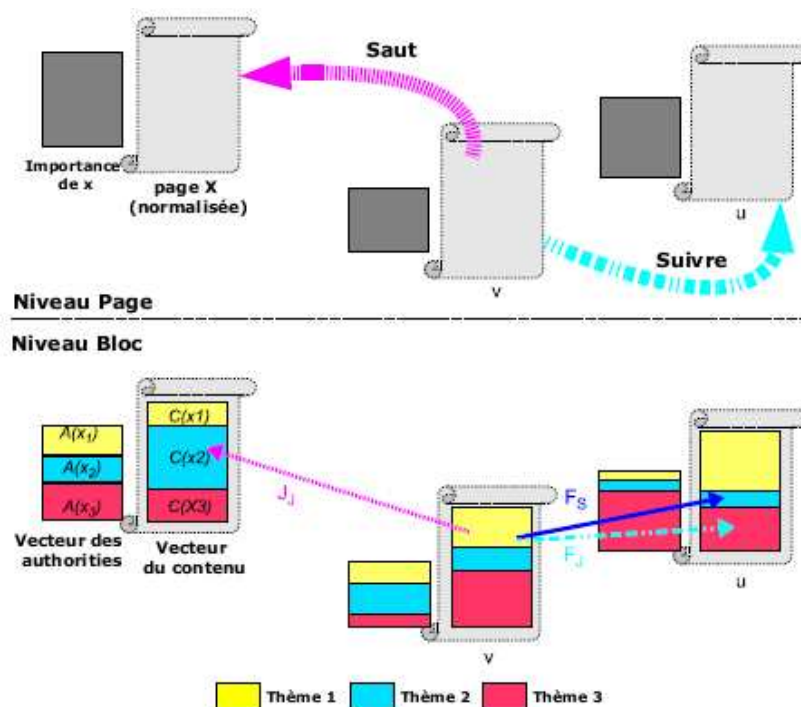 Saut
Importance
de x
page X
(normalisée)
u
Suivre
v
Niveau Page
Niveau Bloc
A(x1)
A(x2)
A(x3)
C(x1)
C(x2)
C(X3)
JJ
FS
FJ
Vecteur des
authorities
Vecteur
du contenu
u
v
Thème 1
Thème 2
Thème 3